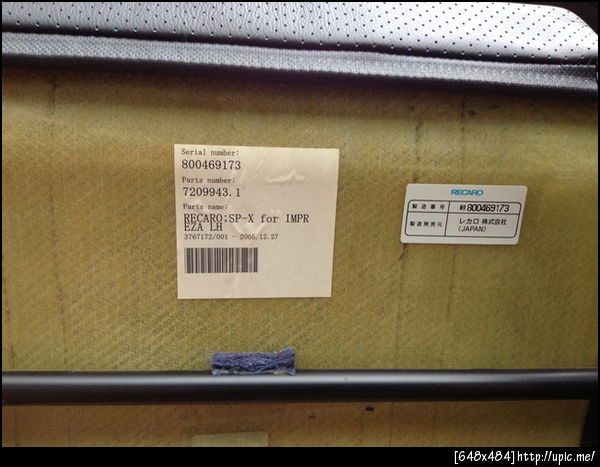 Serial number:
800469173
Parts number:
7209943.1
Parts name:
RECARO:SP-X for IMPR
EZA LH
3767172/001 - 2005.12.27
RECARO
製造番号 800469173
製造発売元 レカロ 株式会社
(JAPAN)
[648x484]http://upic.me/